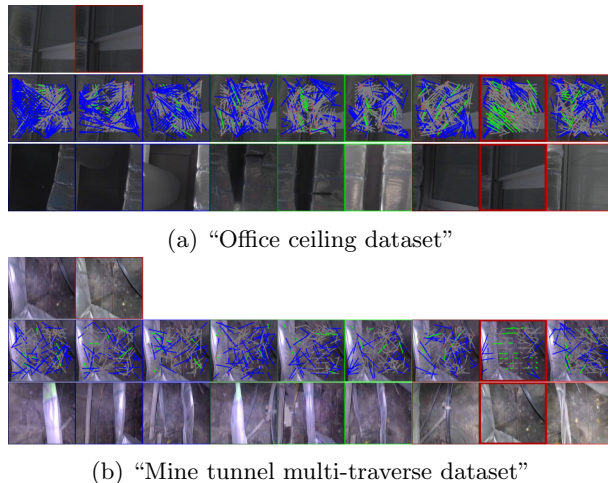 (a) “Office ceiling dataset”
(b) “Mine tunnel multi-traverse dataset”